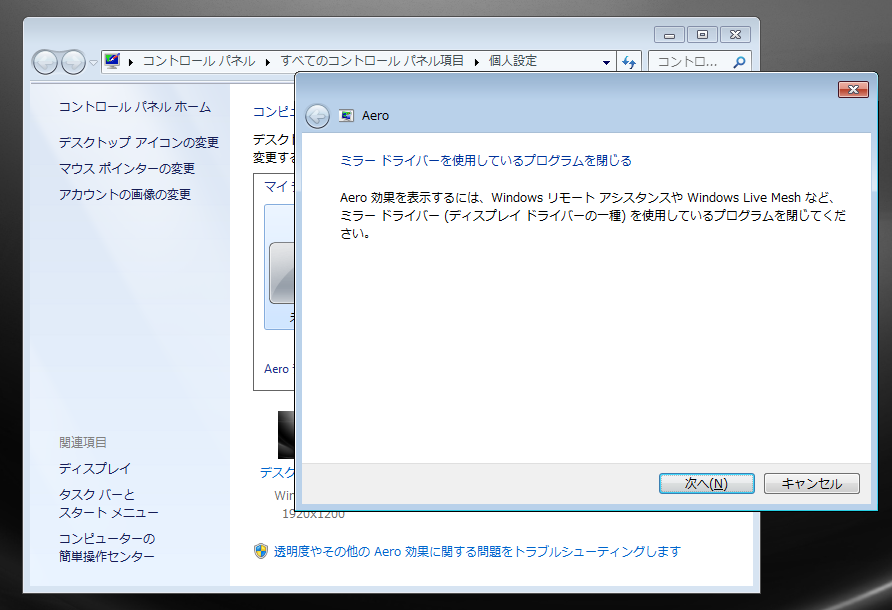 コントロール パネル ▸ すべてのコントロール パネル項目 ▸ 個人設定
コントロ...
コントロール パネル ホーム
デスクトップ アイコンの変更
マウス ポインターの変更
アカウントの画像の変更
関連項目
ディスプレイ
タスク バーと
スタート メニュー
コンピューターの
簡単操作センター
コンピュ
デスクト
変更する
マイ
Aero
デスク
Win
1920x1200
透明度やその他の Aero 効果に関する問題をトラブルシューティングします
Aero
ミラー ドライバーを使用しているプログラムを閉じる
Aero 効果を表示するには、Windows リモート アシスタンスや Windows Live Mesh など、
ミラー ドライバー (ディスプレイ ドライバーの一種) を使用しているプログラムを閉じてくだ
さい。
次へ(N)
キャンセル